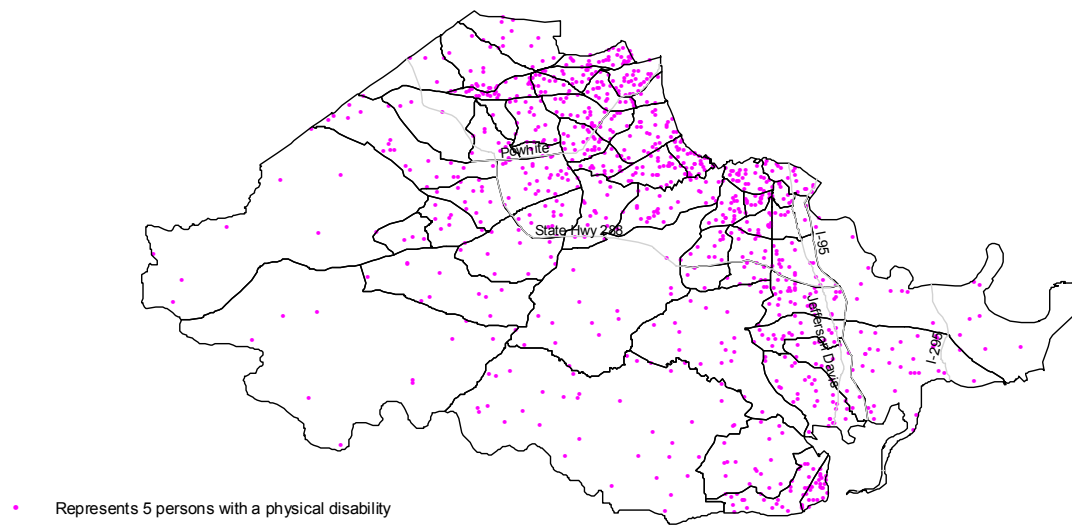 Powhite
State Hwy 288
I-95
Jefferson Davis
I-295
Represents 5 persons with a physical disability